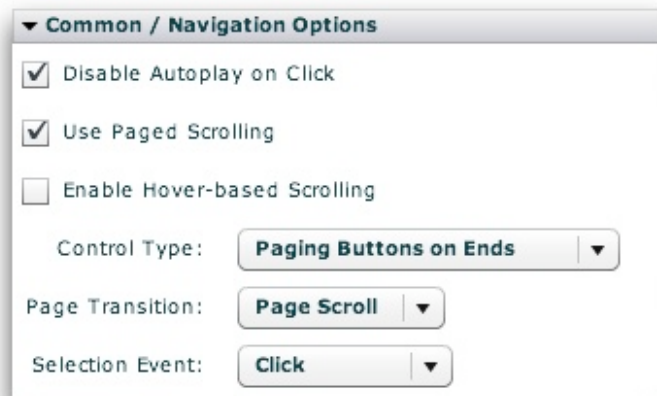 Common / Navigation Options
Disable Autoplay on Click
Use Paged Scrolling
Enable Hover-based Scrolling
Control Type: Paging Buttons on Ends
Page Transition: Page Scroll
Selection Event: Click